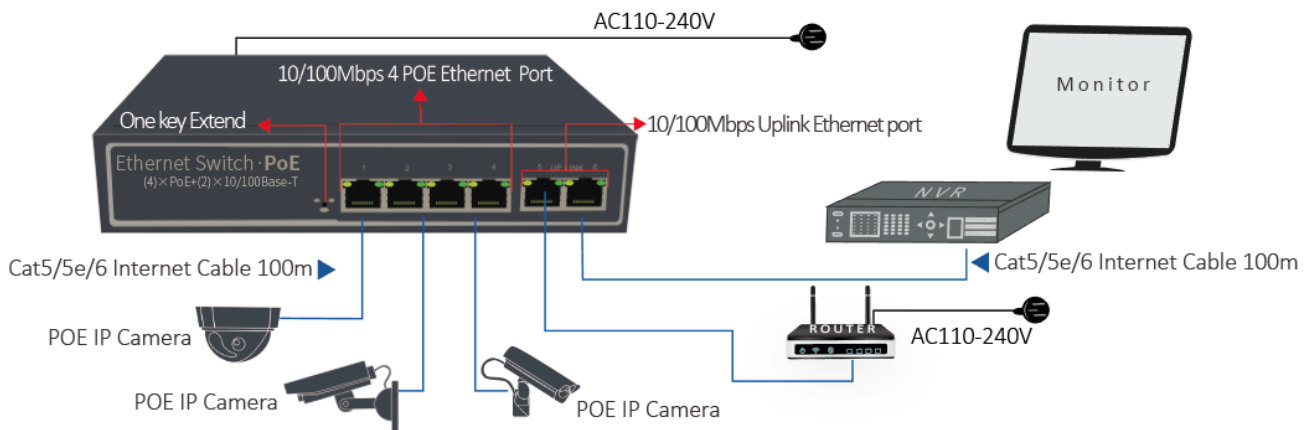 AC110-240V
10/100Mbps 4 POE Ethernet Port
Monitor
One key Extend
10/100Mbps Uplink Ethernet port
Ethernet Switch·PoE
(4)×PoE+(2)×10/100Base-T
1 2 3 4 5 UP LINK 6
NVR
Cat5/5e/6 Internet Cable 100m
Cat5/5e/6 Internet Cable 100m
POE IP Camera
ROUTER
AC110-240V
POE IP Camera
POE IP Camera